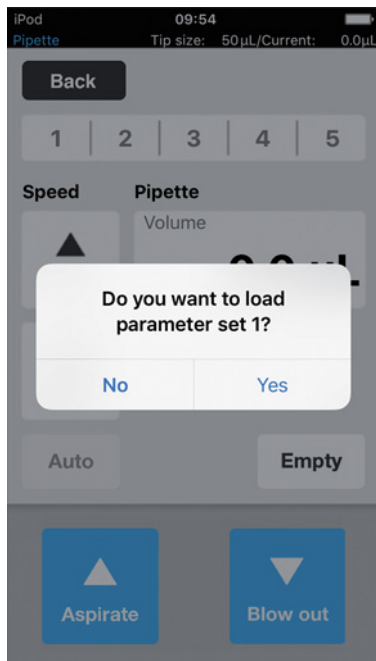 iPod 09:54
Pipette Tip size: 50µL/Current: 0.0µL
Back
1 2 3 4 5
Speed Pipette
Volume
Do you want to load
parameter set 1?
No Yes
Auto Empty
Aspirate Blow out